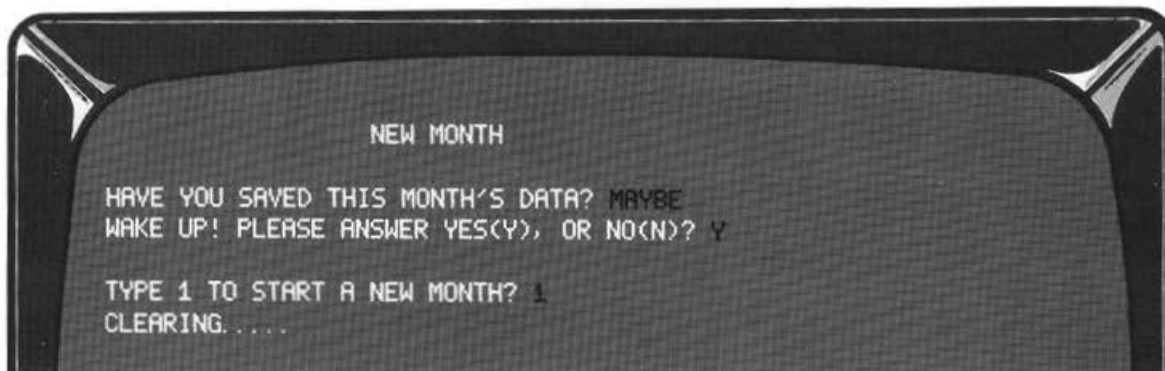 NEW MONTH
HAVE YOU SAVED THIS MONTH'S DATA? MAYBE
WAKE UP! PLEASE ANSWER YES(Y), OR NO(N)? Y
TYPE 1 TO START A NEW MONTH? 1
CLEARING.....